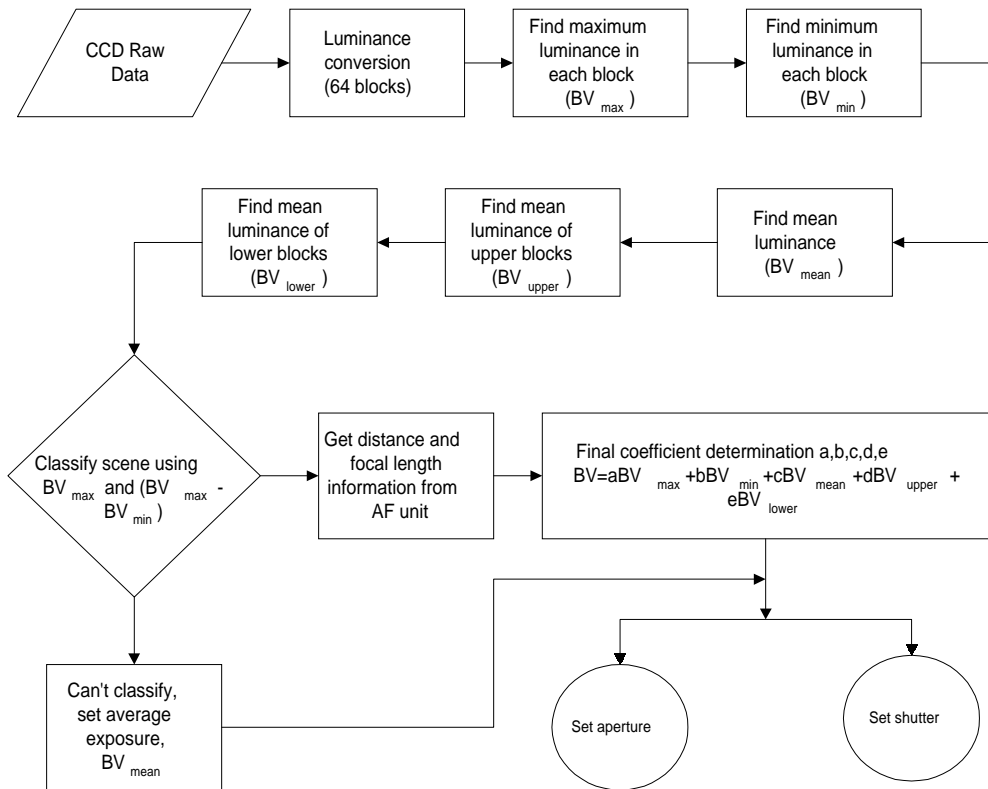 CCD Raw
Data
Luminance
conversion
(64 blocks)
Find maximum
luminance in
each block
(BV max )
Find minimum
luminance in
each block
(BV min )
Find mean
luminance
(BV mean )
Find mean
luminance of
upper blocks
(BV upper )
Find mean
luminance of
lower blocks
(BV lower )
Classify scene using
BV max and (BV max -
BV min )
Get distance and
focal length
information from
AF unit
Final coefficient determination a,b,c,d,e
BV=aBV max +bBV min +cBV mean +dBV upper +
eBV lower
Can't classify,
set average
exposure,
BV mean
Set aperture
Set shutter